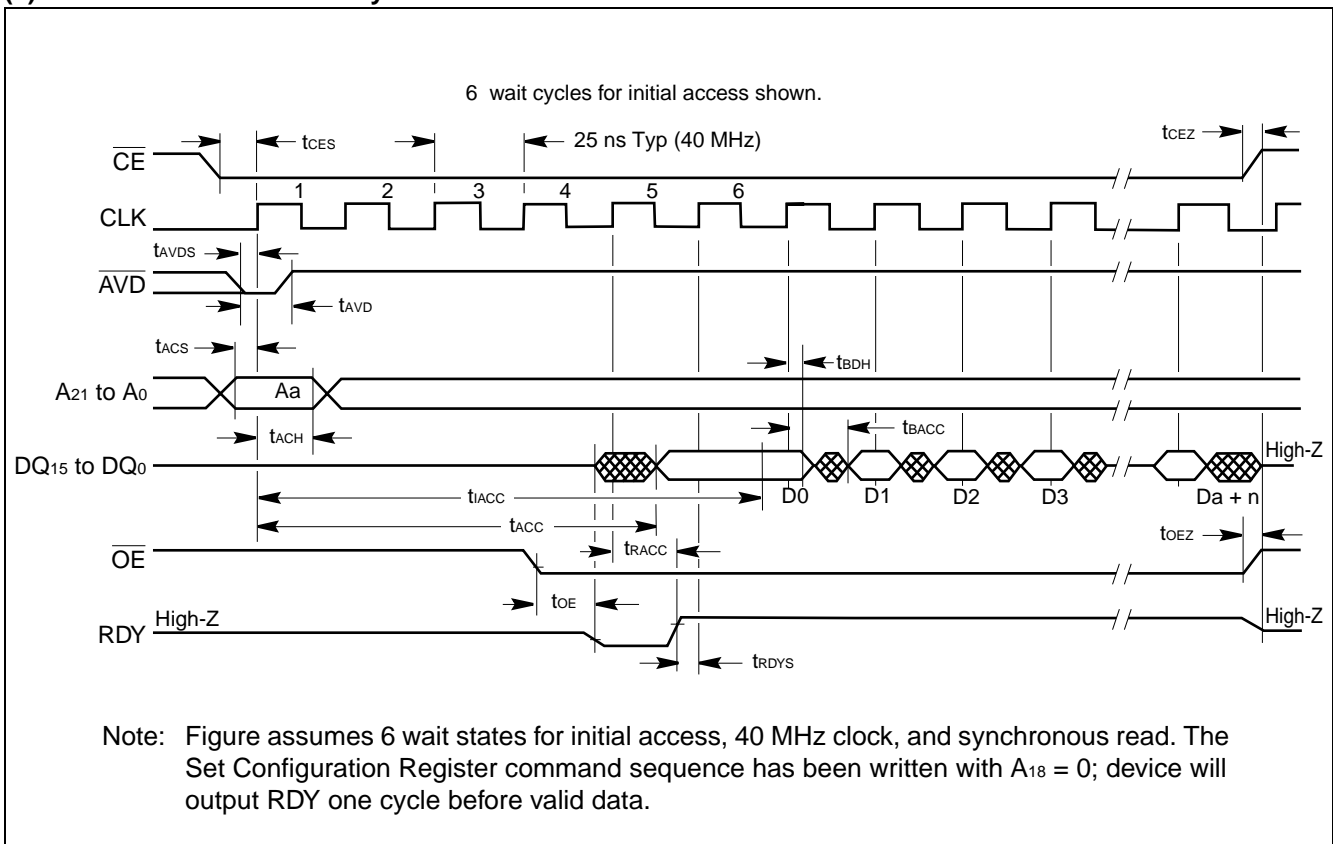 6 wait cycles for initial access shown.
tCES
25 ns Typ (40 MHz)
tCEZ
CE
1 2 3 4 5 6
CLK
tAVDS
AVD
tAVD
tACS
A21 to A0
Aa
tBDH
tACH
tBACC
DQ15 to DQ0
High-Z
D0 D1 D2 D3 Da + n
tIACC
tACC
OE
tRACC
tOEZ
tOE
RDY
High-Z
High-Z
tRDYS
Note: Figure assumes 6 wait states for initial access, 40 MHz clock, and synchronous read. The
Set Configuration Register command sequence has been written with A18 = 0; device will
output RDY one cycle before valid data.